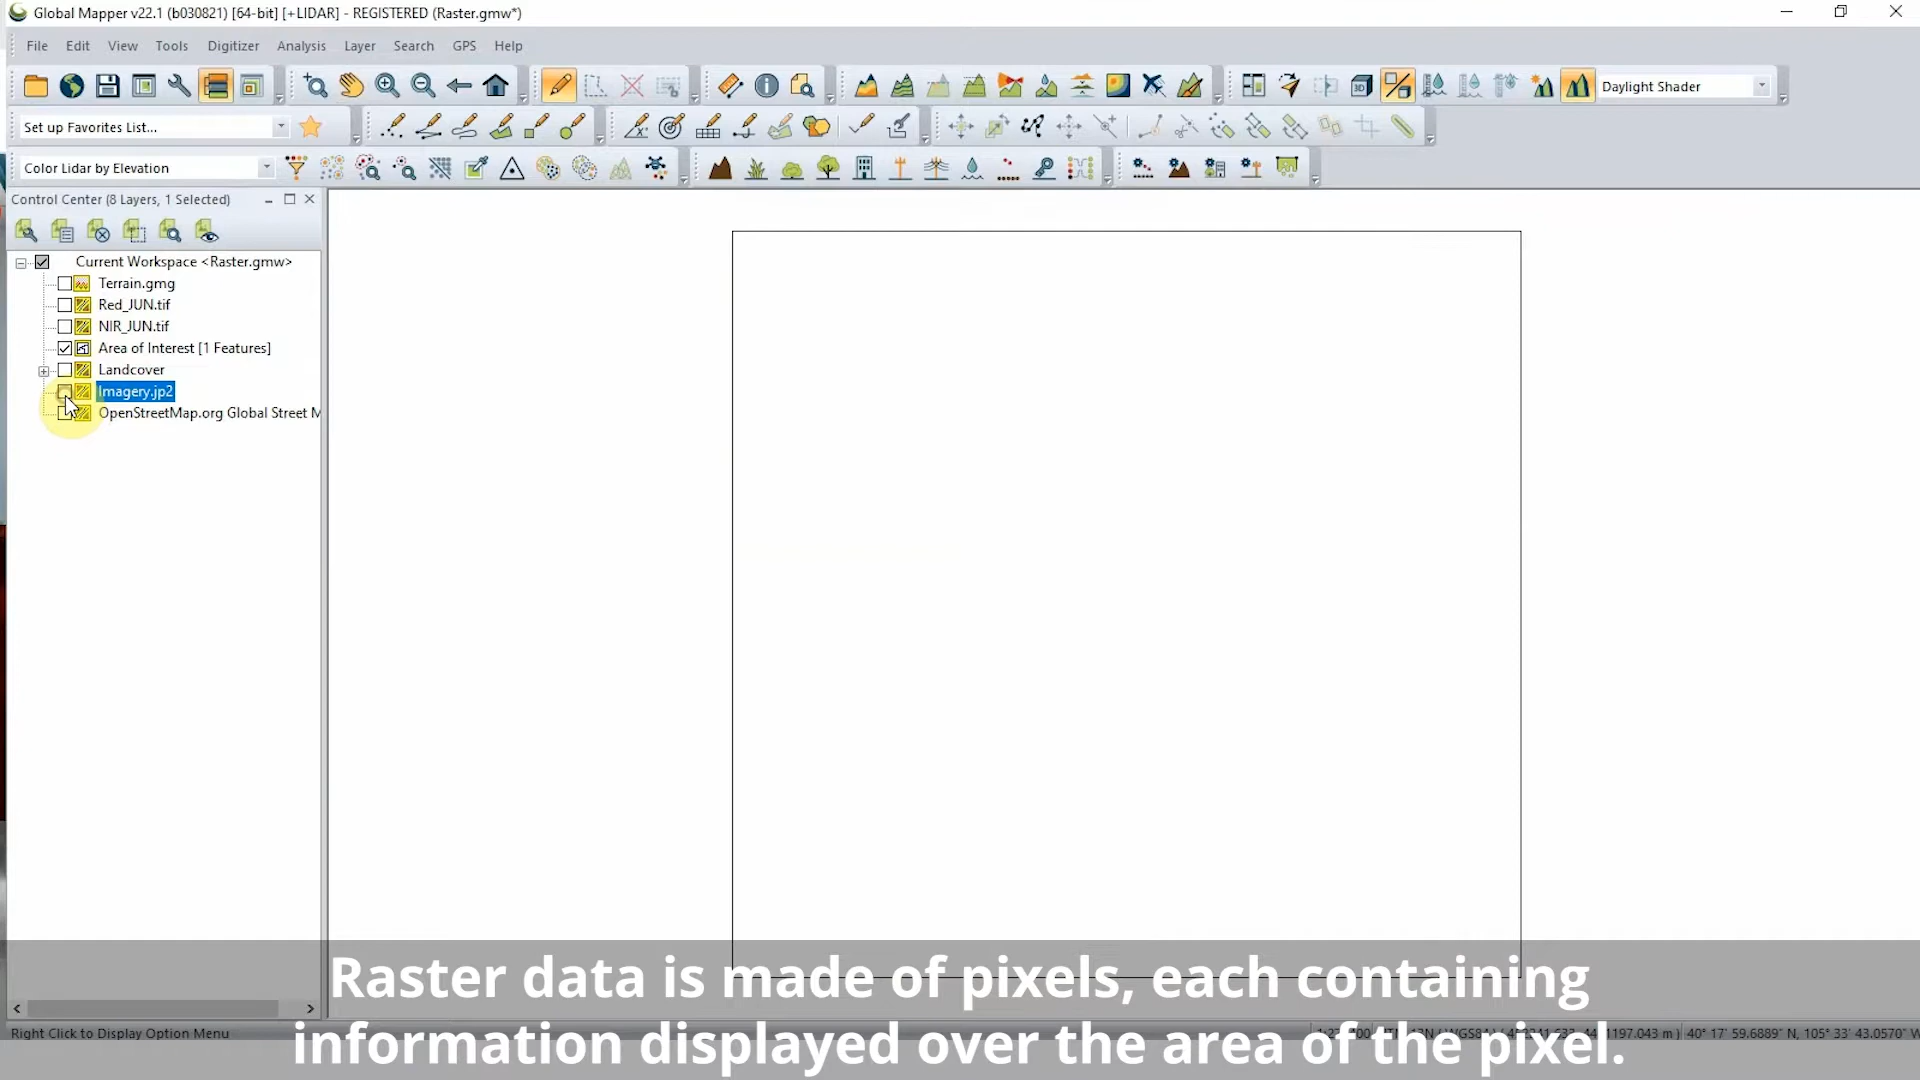 Global Mapper v22.1 (b030821) [64-bit] [+LIDAR] - REGISTERED (Raster.gmw*)
File Edit View Tools Digitizer Analysis Layer Search GPS Help
3D
Daylight Shader
Set up Favorites List...
Color Lidar by Elevation
Control Center (8 Layers, 1 Selected)
Current Workspace <Raster.gmw>
Terrain.gmg
Red_JUN.tif
NIR_JUN.tif
Area of Interest [1 Features]
Landcover
Imagery.jp2
OpenStreetMap.org Global Street M
Raster data is made of pixels, each containing
information displayed over the area of the pixel.
Right Click to Display Option Menu
40° 17' 59.6889" N, 105° 33' 43.0570" W